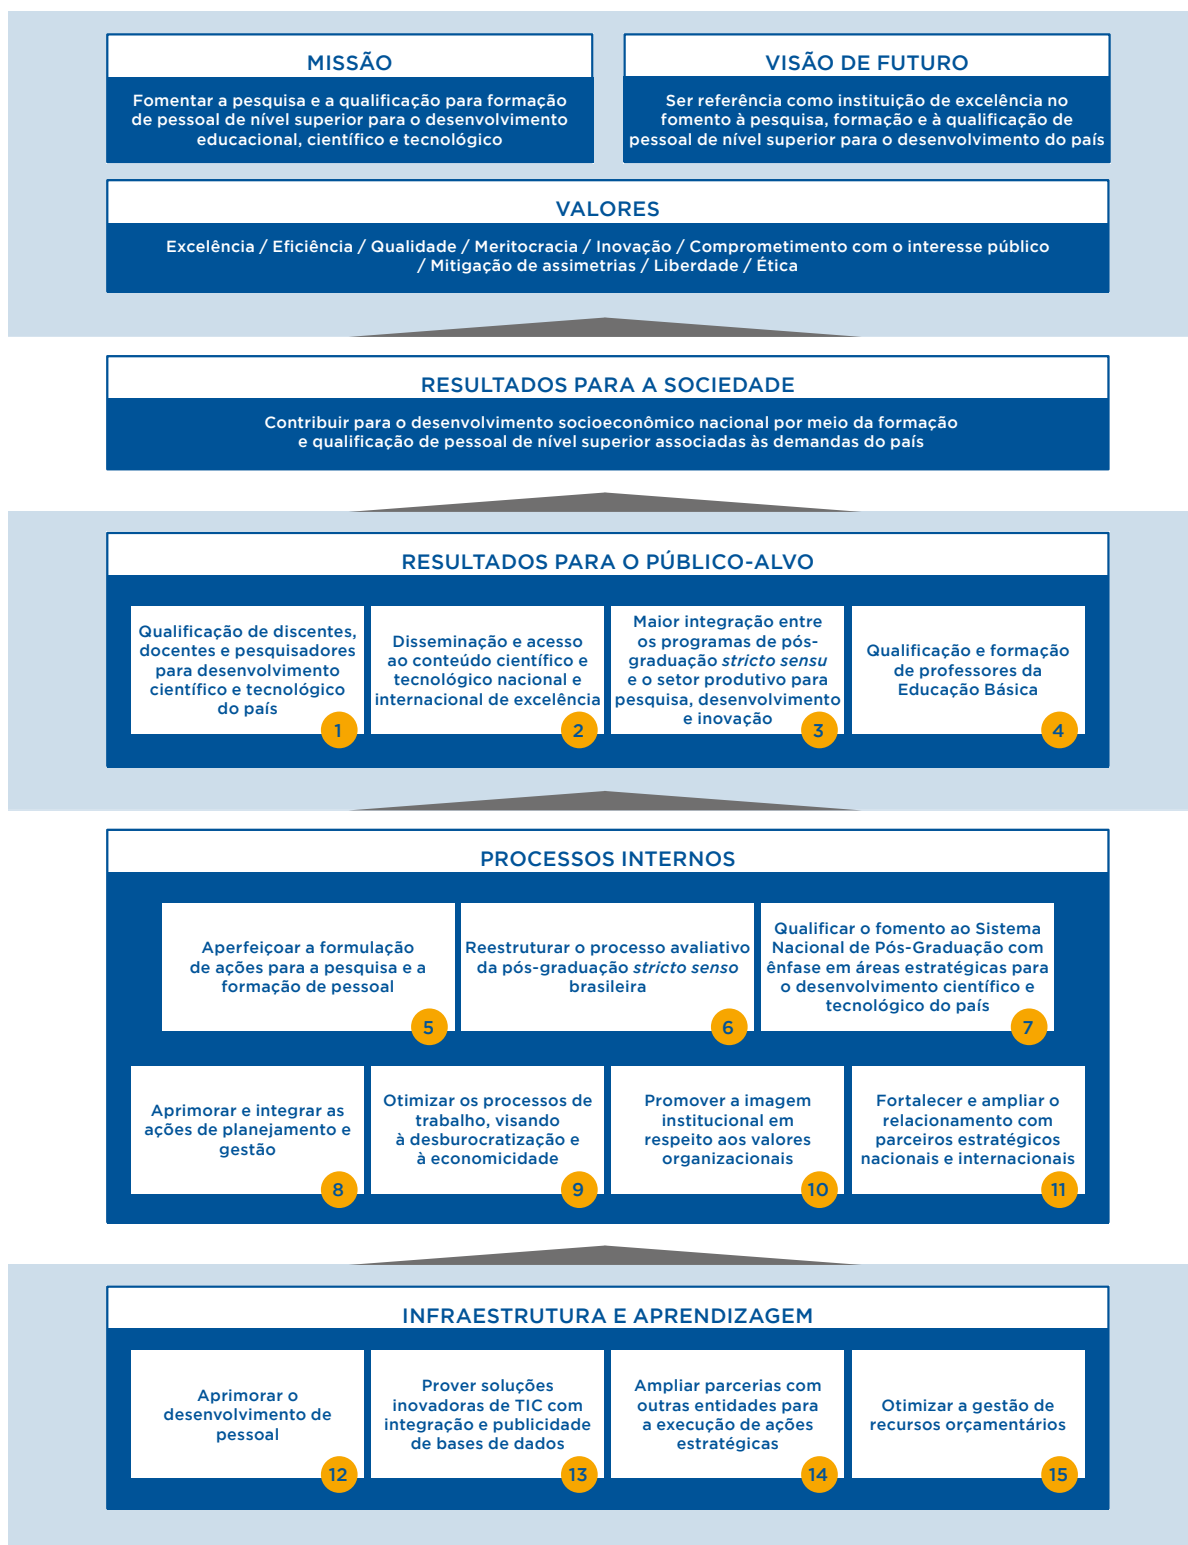 MISSÃO
Fomentar a pesquisa e a qualificação para formação
de pessoal de nível superior para o desenvolvimento
educacional, científico e tecnológico
VISÃO DE FUTURO
Ser referência como instituição de excelência no
fomento à pesquisa, formação e à qualificação de
pessoal de nível superior para o desenvolvimento do país
VALORES
Excelência / Eficiência / Qualidade / Meritocracia / Inovação / Comprometimento com o interesse público
/ Mitigação de assimetrias / Liberdade / Ética
RESULTADOS PARA A SOCIEDADE
Contribuir para o desenvolvimento socioeconômico nacional por meio da formação
e qualificação de pessoal de nível superior associadas às demandas do país
RESULTADOS PARA O PÚBLICO-ALVO
Qualificação de discentes,
docentes e pesquisadores
para desenvolvimento
científico e tecnológico
do país
1
Disseminação e acesso
ao conteúdo científico e
tecnológico nacional e
internacional de excelência
2
Maior integração entre
os programas de pós-
graduação stricto sensu
e o setor produtivo para
pesquisa, desenvolvimento
e inovação
3
Qualificação e formação
de professores da
Educação Básica
4
PROCESSOS INTERNOS
Aperfeiçoar a formulação
de ações para a pesquisa e a
formação de pessoal
5
Reestruturar o processo avaliativo
da pós-graduação stricto senso
brasileira
6
Qualificar o fomento ao Sistema
Nacional de Pós-Graduação com
ênfase em áreas estratégicas para
o desenvolvimento científico e
tecnológico do país
7
Aprimorar e integrar as
ações de planejamento e
gestão
8
Otimizar os processos de
trabalho, visando
à desburocratização e
à economicidade
9
Promover a imagem
institucional em
respeito aos valores
organizacionais
10
Fortalecer e ampliar o
relacionamento com
parceiros estratégicos
nacionais e internacionais
11
INFRAESTRUTURA E APRENDIZAGEM
Aprimorar o
desenvolvimento de
pessoal
12
Prover soluções
inovadoras de TIC com
integração e publicidade
de bases de dados
13
Ampliar parcerias com
outras entidades para
a execução de ações
estratégicas
14
Otimizar a gestão de
recursos orçamentários
15